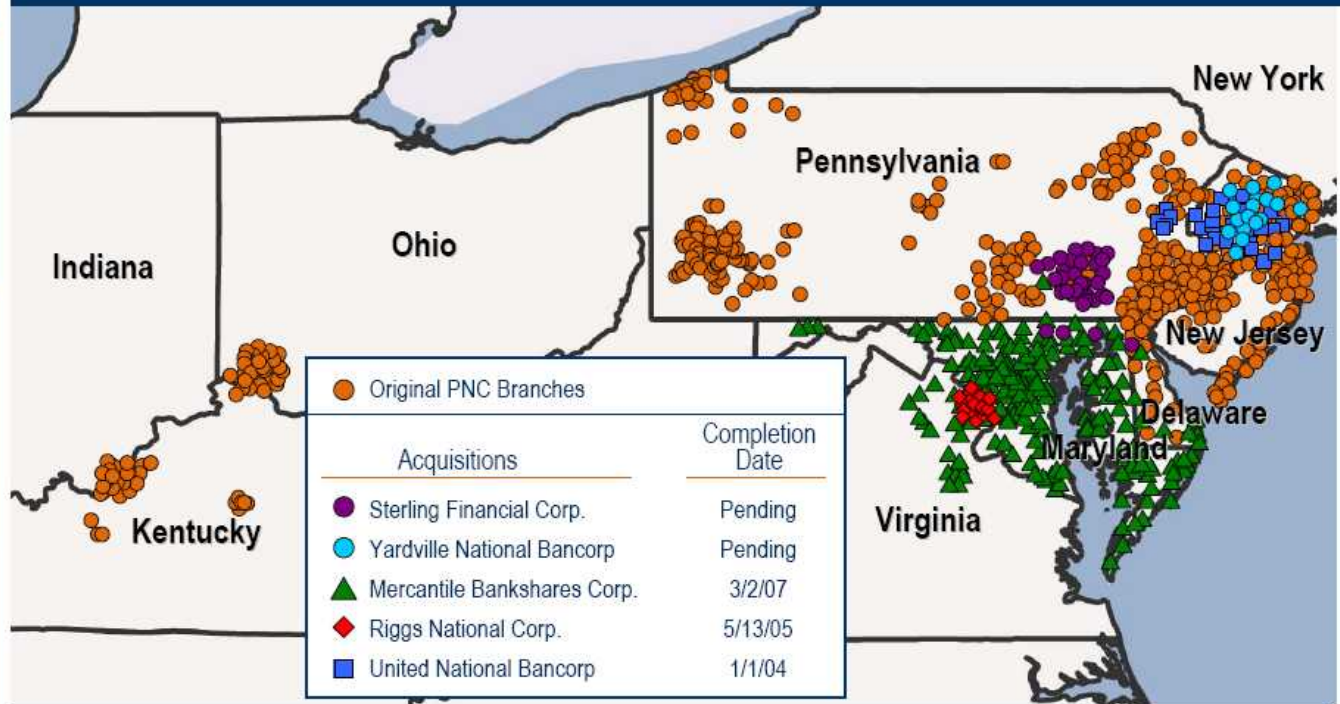 New York
Pennsylvania
Ohio
Indiana
New Jersey
Delaware
Maryland
Virginia
Kentucky
Original PNC Branches
Acquisitions Completion Date
Sterling Financial Corp. Pending
Yardville National Bancorp Pending
Mercantile Bankshares Corp. 3/2/07
Riggs National Corp. 5/13/05
United National Bancorp 1/1/04